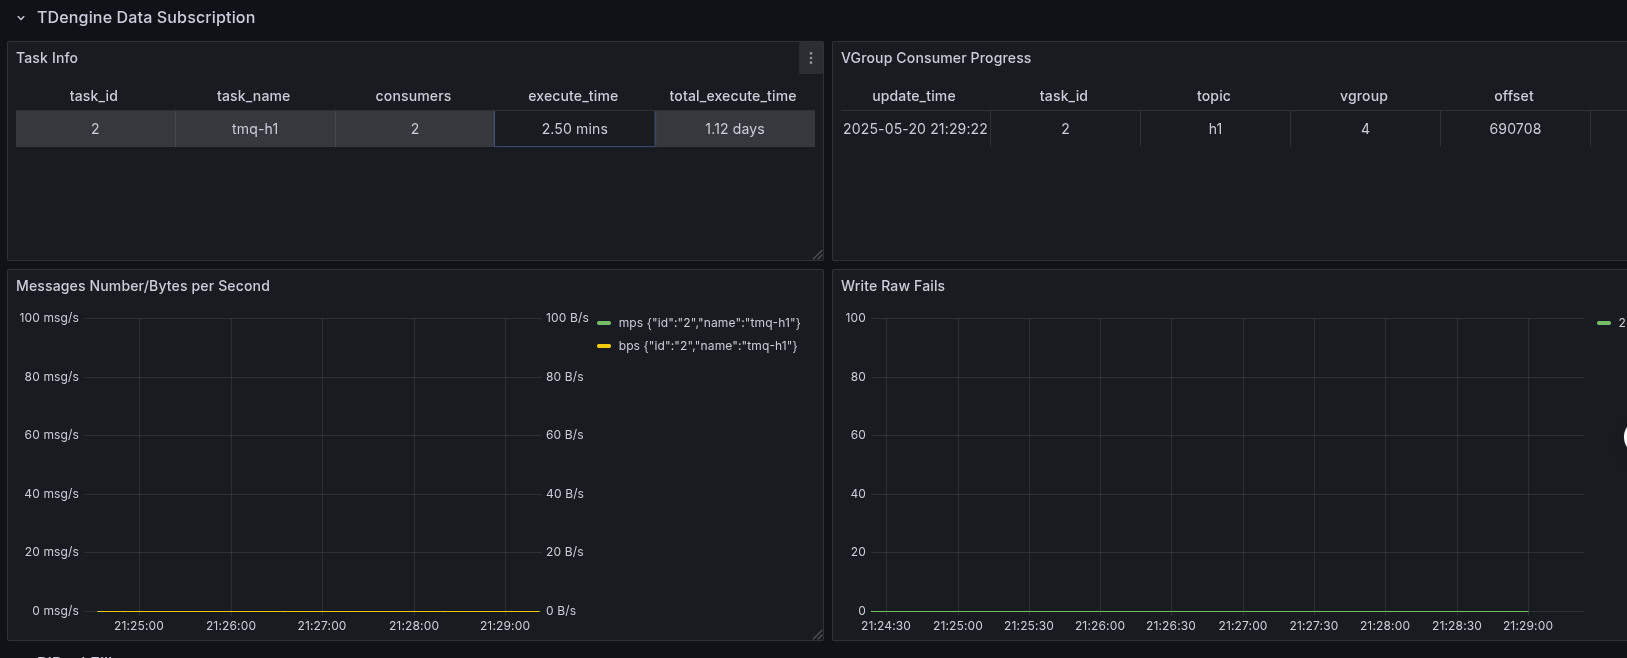 TDengine Data Subscription
Task Info
task_id task_name consumers execute_time total_execute_time
2 tmq-h1 2 2.50 mins 1.12 days
VGroup Consumer Progress
update_time task_id topic vgroup offset
2025-05-20 21:29:22 2 h1 4 690708
Messages Number/Bytes per Second
100 msg/s 100 B/s
80 msg/s 80 B/s
60 msg/s 60 B/s
40 msg/s 40 B/s
20 msg/s 20 B/s
0 msg/s 0 B/s
21:25:00 21:26:00 21:27:00 21:28:00 21:29:00
mps {"id":"2","name":"tmq-h1"}
bps {"id":"2","name":"tmq-h1"}
Write Raw Fails
100
80
60
40
20
0
21:24:30 21:25:00 21:25:30 21:26:00 21:26:30 21:27:00 21:27:30 21:28:00 21:28:30 21:29:00
2